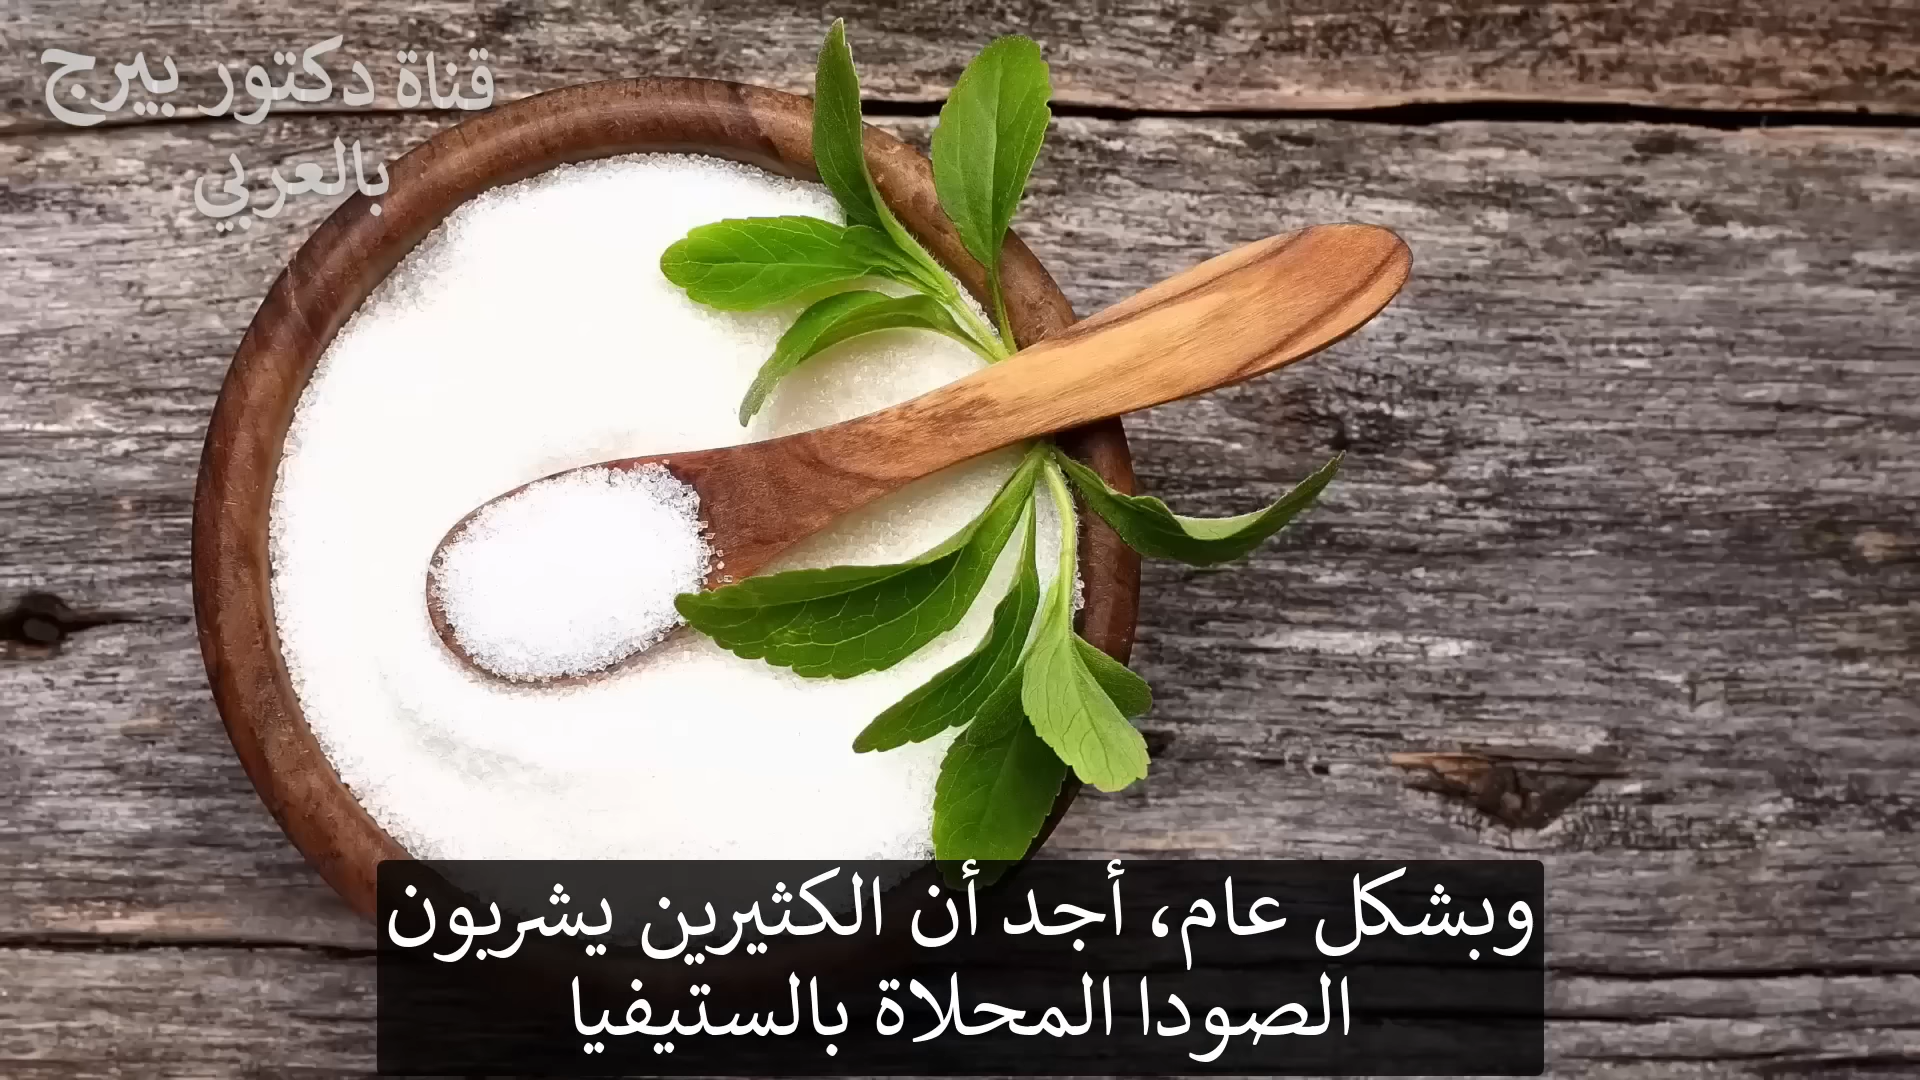 قناة دكتور بيرج
بالعربي
وبشكل عام، أجد أن الكثيرين يشربون
الصودا المحلاة بالستيفيا